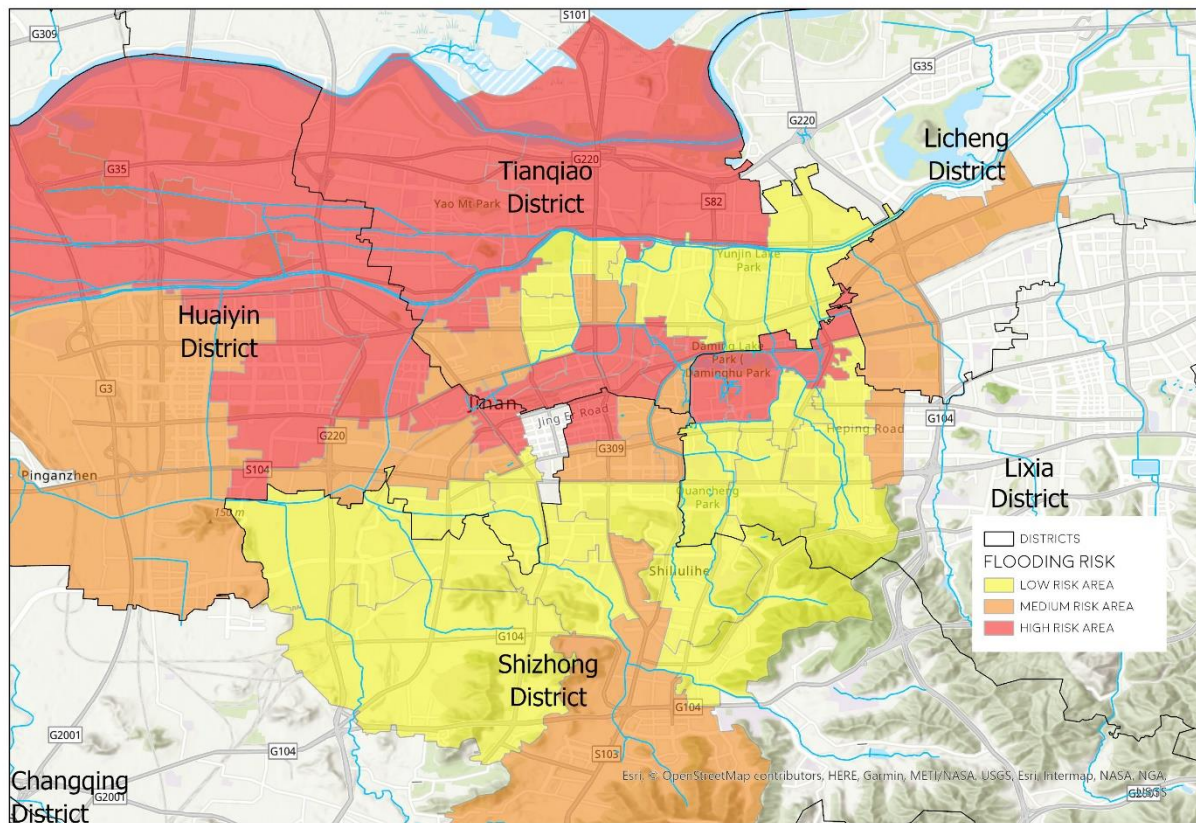 S101
G309
G35
G220
Licheng
District
G35
G220
Tianqiao
District
Yao Mt Park
S82
Yunjin Lake
Park
Huaiyin
District
Daming Lake
Park (
Daminghu Park
G3
Jing Er Road
G220
G309
Heping Road
G104
S104
Pinganzhen
Lixia
District
150 m
Quancheng
Park
DISTRICTS
FLOODING RISK
LOW RISK AREA
MEDIUM RISK AREA
HIGH RISK AREA
Shiliulihe
G104
Shizhong
District
G104
G2001
G104
S103
Changqing
District
G2001
Esri, © OpenStreetMap contributors, HERE, Garmin, METI/NASA, USGS, Esri, Intermap, NASA, NGA,
USGS
G2001